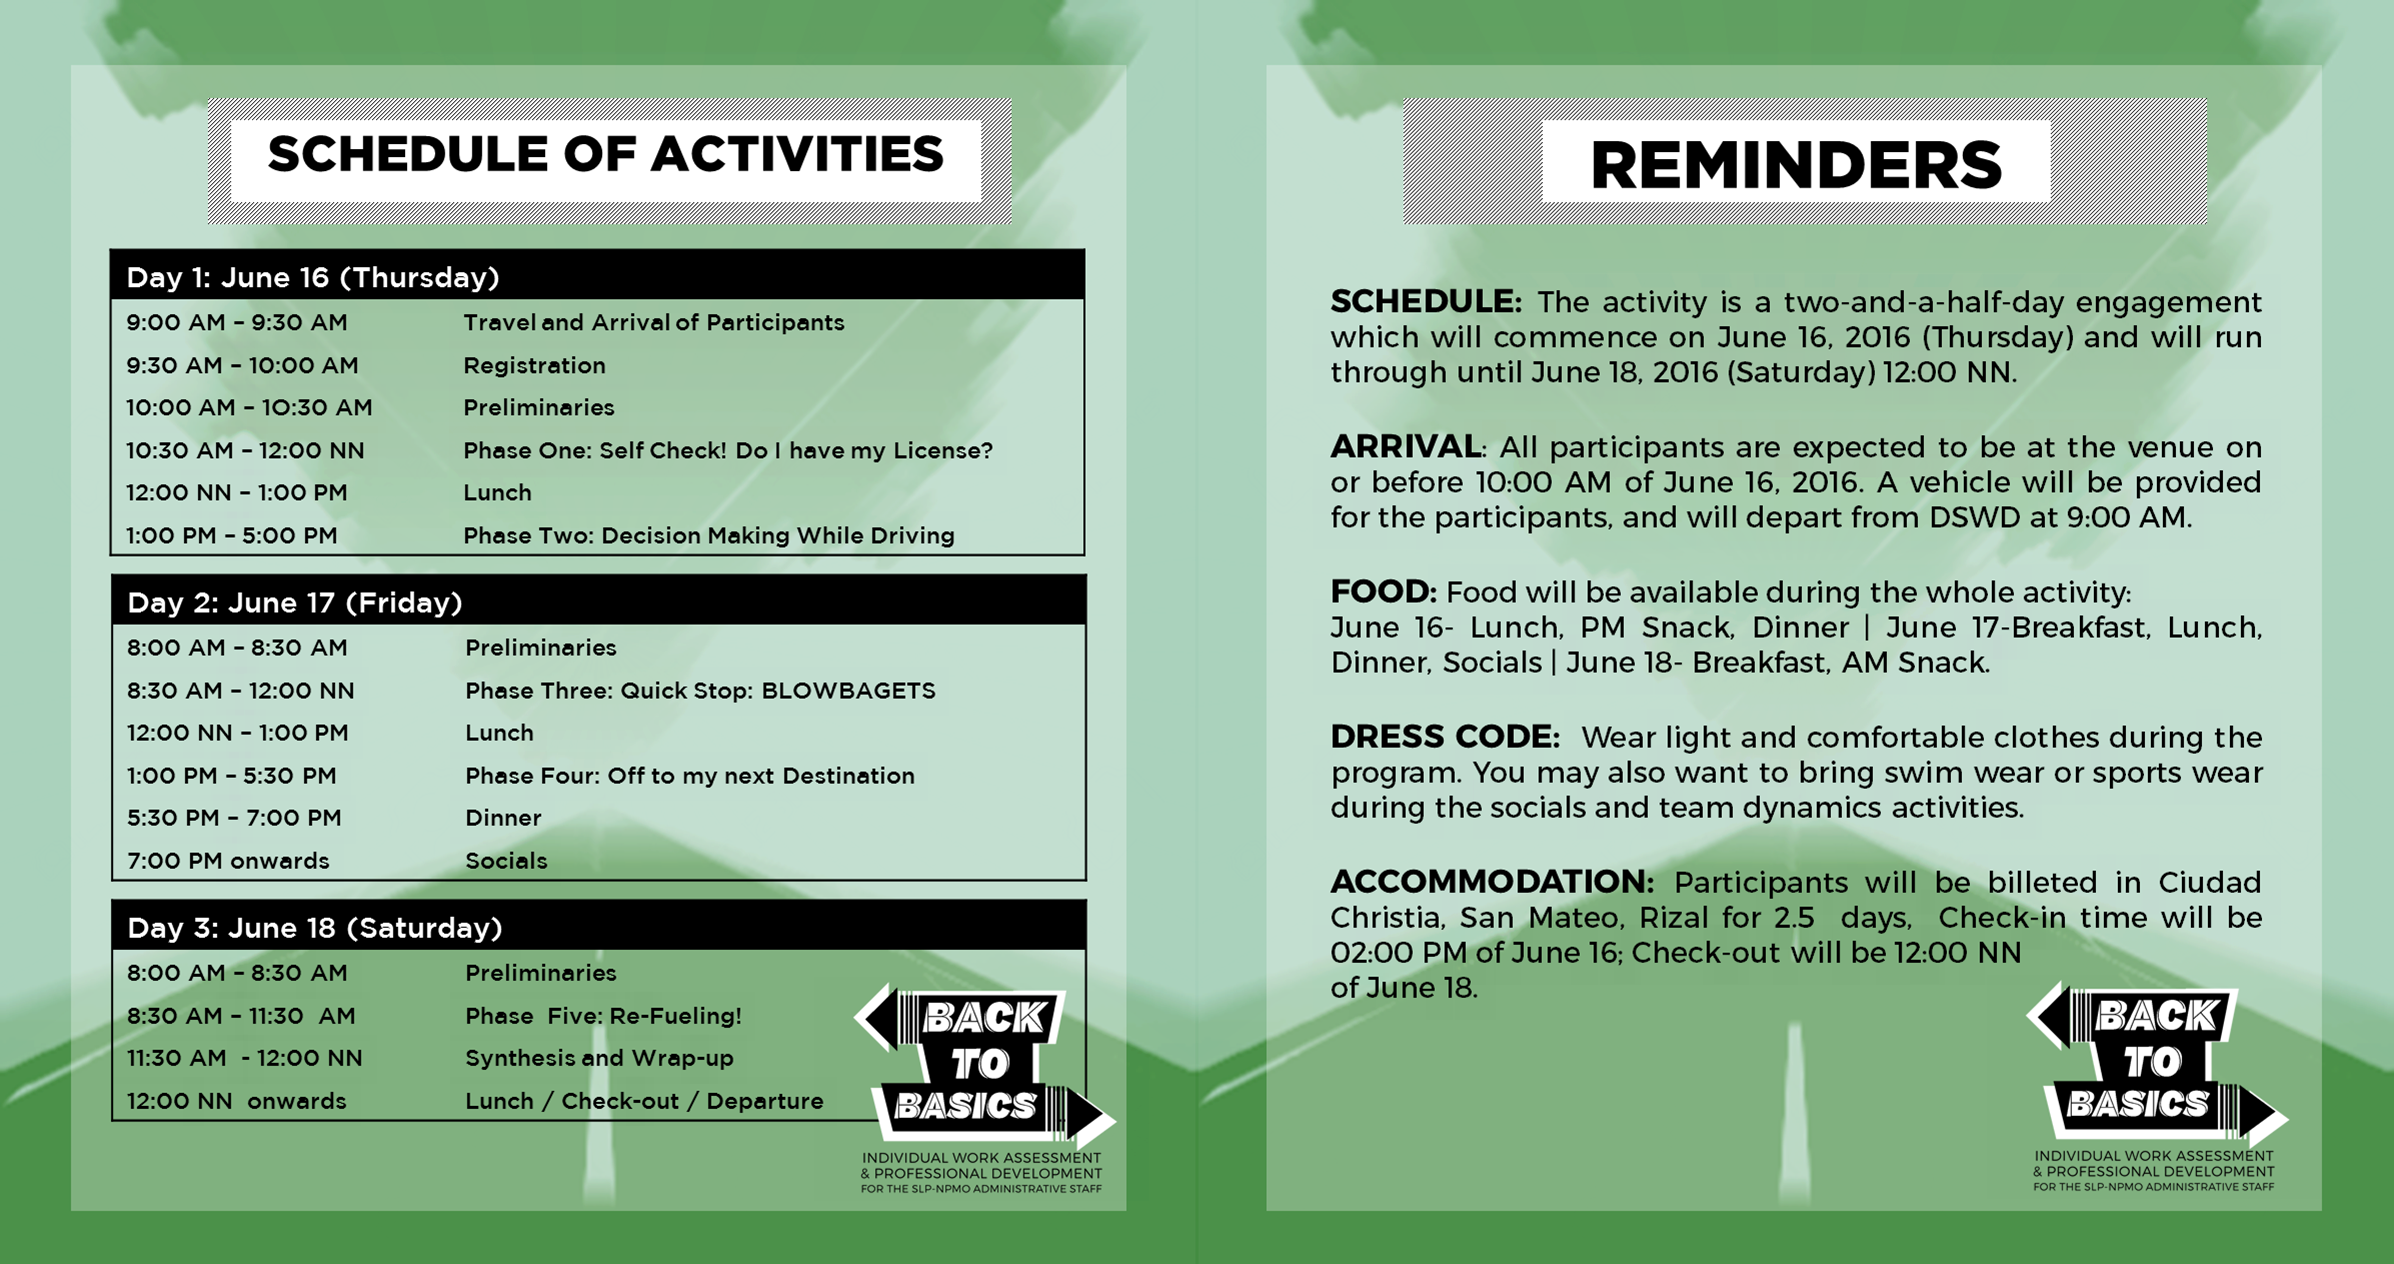 SCHEDULE OF ACTIVITIES
Day 1: June 16 (Thursday)
9:00 AM – 9:30 AM Travel and Arrival of Participants
9:30 AM – 10:00 AM Registration
10:00 AM – 10:30 AM Preliminaries
10:30 AM – 12:00 NN Phase One: Self Check! Do I have my License?
12:00 NN – 1:00 PM Lunch
1:00 PM – 5:00 PM Phase Two: Decision Making While Driving
Day 2: June 17 (Friday)
8:00 AM – 8:30 AM Preliminaries
8:30 AM – 12:00 NN Phase Three: Quick Stop: BLOWBAGETS
12:00 NN – 1:00 PM Lunch
1:00 PM – 5:30 PM Phase Four: Off to my next Destination
5:30 PM – 7:00 PM Dinner
7:00 PM onwards Socials
Day 3: June 18 (Saturday)
8:00 AM – 8:30 AM Preliminaries
8:30 AM – 11:30 AM Phase Five: Re-Fueling!
11:30 AM - 12:00 NN Synthesis and Wrap-up
12:00 NN onwards Lunch / Check-out / Departure
BACK
TO
BASICS
INDIVIDUAL WORK ASSESSMENT
& PROFESSIONAL DEVELOPMENT
FOR THE SLP-NPMO ADMINISTRATIVE STAFF
REMINDERS
SCHEDULE: The activity is a two-and-a-half-day engagement
which will commence on June 16, 2016 (Thursday) and will run
through until June 18, 2016 (Saturday) 12:00 NN.
ARRIVAL: All participants are expected to be at the venue on
or before 10:00 AM of June 16, 2016. A vehicle will be provided
for the participants, and will depart from DSWD at 9:00 AM.
FOOD: Food will be available during the whole activity:
June 16- Lunch, PM Snack, Dinner | June 17-Breakfast, Lunch,
Dinner, Socials | June 18- Breakfast, AM Snack.
DRESS CODE: Wear light and comfortable clothes during the
program. You may also want to bring swim wear or sports wear
during the socials and team dynamics activities.
ACCOMMODATION: Participants will be billeted in Ciudad
Christia, San Mateo, Rizal for 2.5 days, Check-in time will be
02:00 PM of June 16; Check-out will be 12:00 NN
of June 18.
BACK
TO
BASICS
INDIVIDUAL WORK ASSESSMENT
& PROFESSIONAL DEVELOPMENT
FOR THE SLP-NPMO ADMINISTRATIVE STAFF